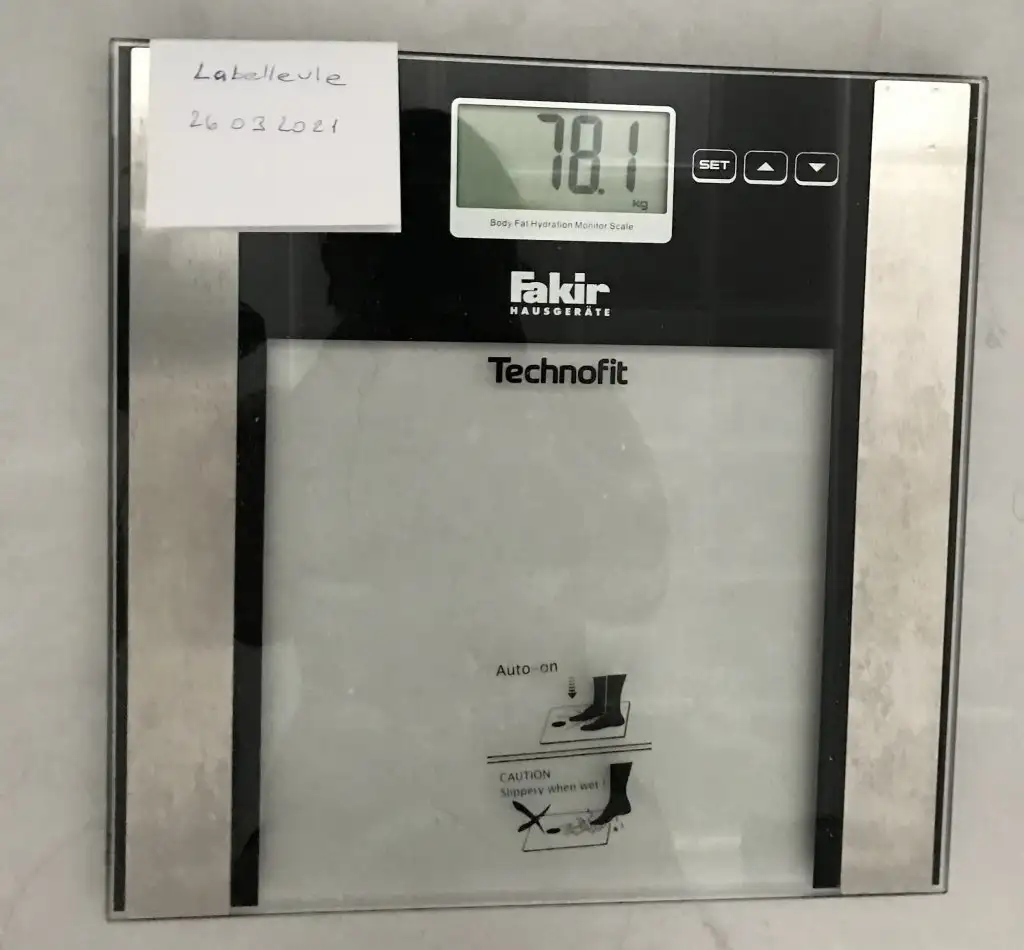 Labelleule
26 03 2021
78.1
kg
Body Fat Hydration Monitor Scale
SET
Fakir
HAUSGERÄTE
Technofit
Auto-on
CAUTION
Slippery when wet !